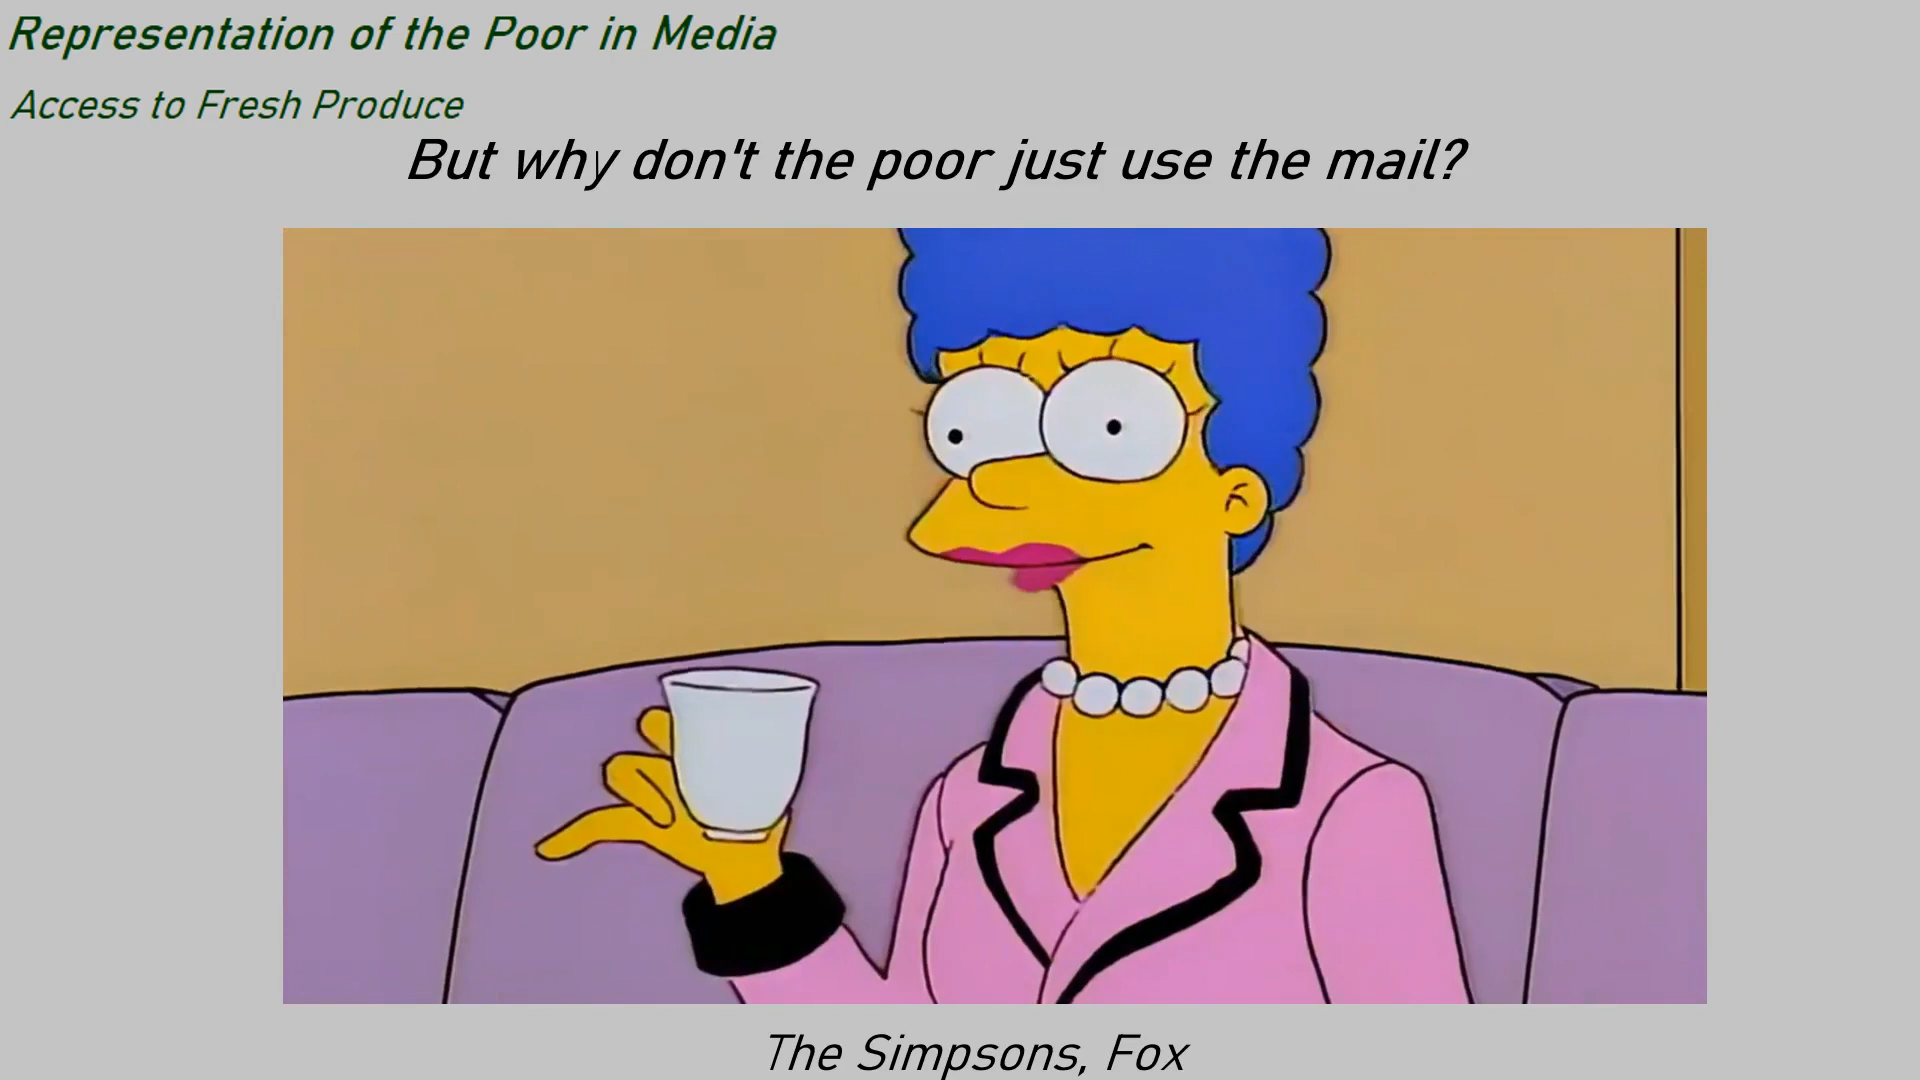 Representation of the Poor in Media
Access to Fresh Produce
But why don't the poor just use the mail?
The Simpsons, Fox